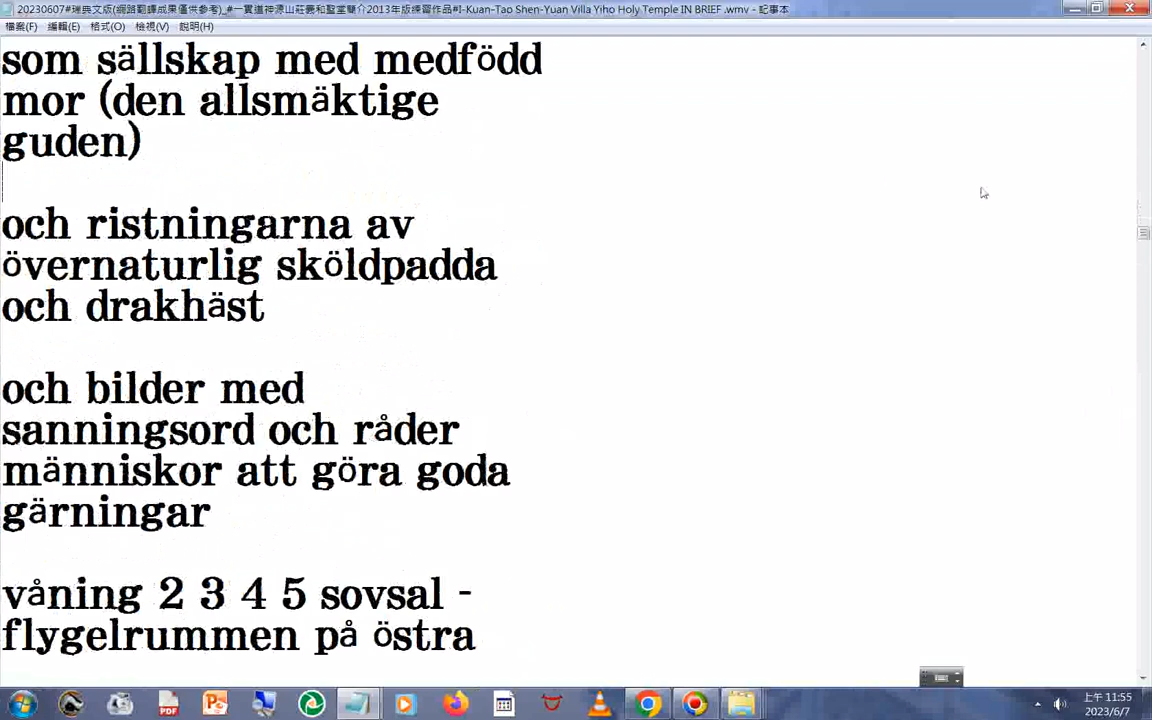 20230607#瑞典文版(網路翻譯成果僅供參考)_#一貫道神源山莊義和聖堂簡介2013年版練習作品#I-Kuan-Tao Shen-Yuan Villa Yiho Holy Temple IN BRIEF .wmv - 記事本
檔案(F) 編輯(E) 格式(O) 檢視(V) 說明(H)
som sällskap med medfödd
mor (den allsmäktige
guden)
och ristningarna av
övernaturlig sköldpadda
och drakhäst
och bilder med
sanningsord och råder
människor att göra goda
gärningar
våning 2 3 4 5 sovsal -
flygelrummen på östra
上午 11:55
2023/6/7